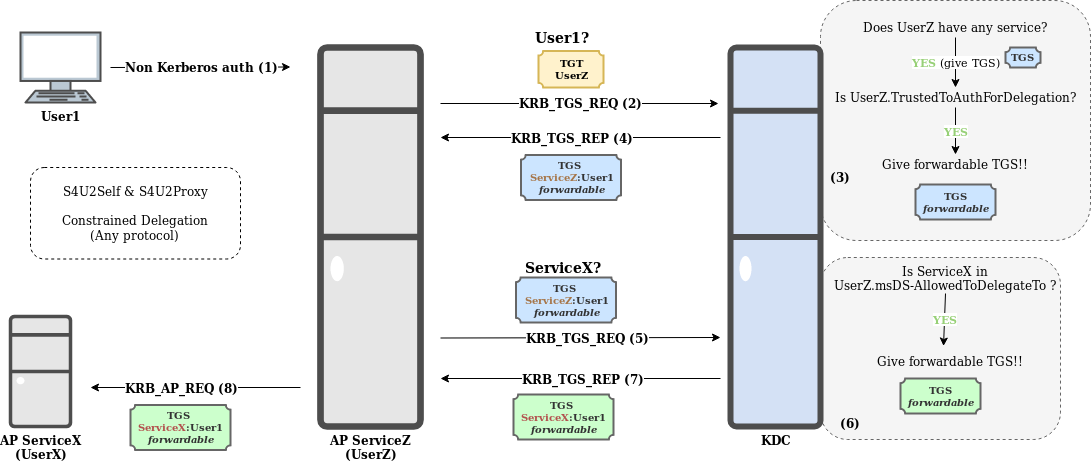 User1
Non Kerberos auth (1)
S4U2Self & S4U2Proxy
Constrained Delegation
(Any protocol)
User1?
TGT
UserZ
KRB_TGS_REQ (2)
KRB_TGS_REP (4)
TGS
ServiceZ:User1
forwardable
Does UserZ have any service?
YES (give TGS)
TGS
Is UserZ.TrustedToAuthForDelegation?
YES
Give forwardable TGS!!
(3)
TGS
forwardable
ServiceX?
TGS
ServiceZ:User1
forwardable
KRB_TGS_REQ (5)
Is ServiceX in
UserZ.msDS-AllowedToDelegateTo ?
YES
Give forwardable TGS!!
TGS
forwardable
(6)
KRB_TGS_REP (7)
TGS
ServiceX:User1
forwardable
KRB_AP_REQ (8)
TGS
ServiceX:User1
forwardable
AP ServiceX
(UserX)
AP ServiceZ
(UserZ)
KDC